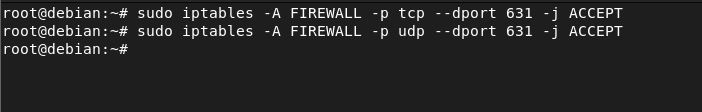 root@debian:~# sudo iptables -A FIREWALL -p tcp --dport 631 -j ACCEPT
root@debian:~# sudo iptables -A FIREWALL -p udp --dport 631 -j ACCEPT
root@debian:~#